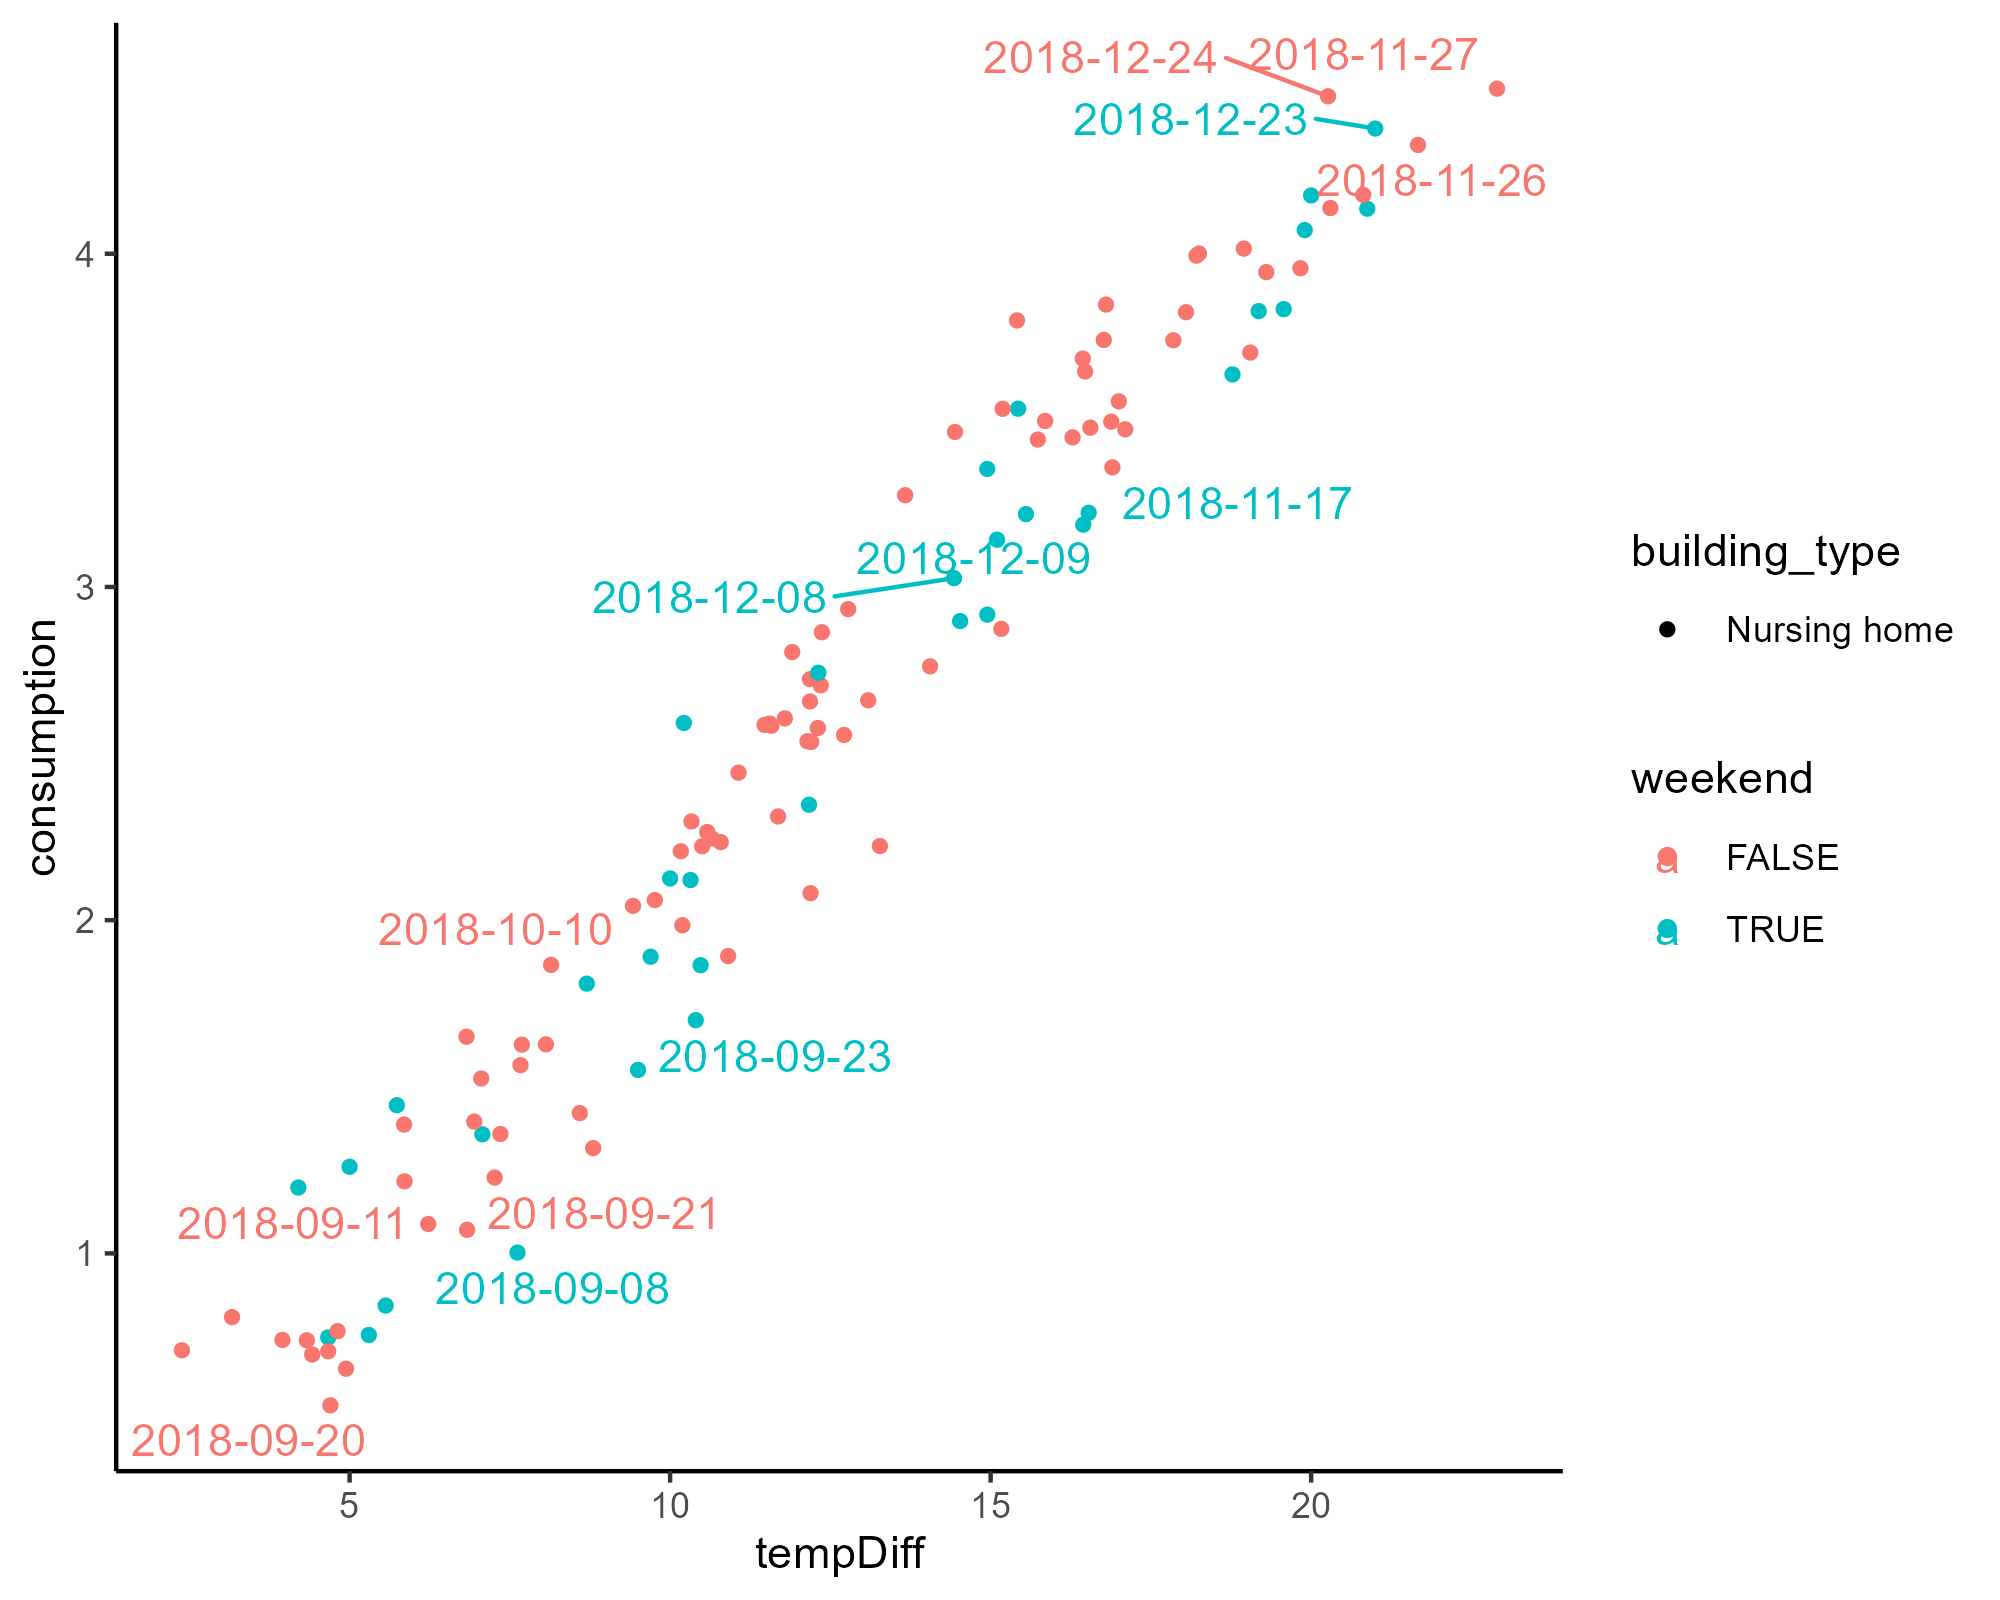 2018-12-24
2018-11-27
2018-12-23
2018-11-26
4
2018-11-17
2018-12-09
3
2018-12-08
building_type
Nursing home
consumption
weekend
a FALSE
a TRUE
2
2018-10-10
2018-09-23
2018-09-21
2018-09-11
1
2018-09-08
2018-09-20
5 10 15 20
tempDiff